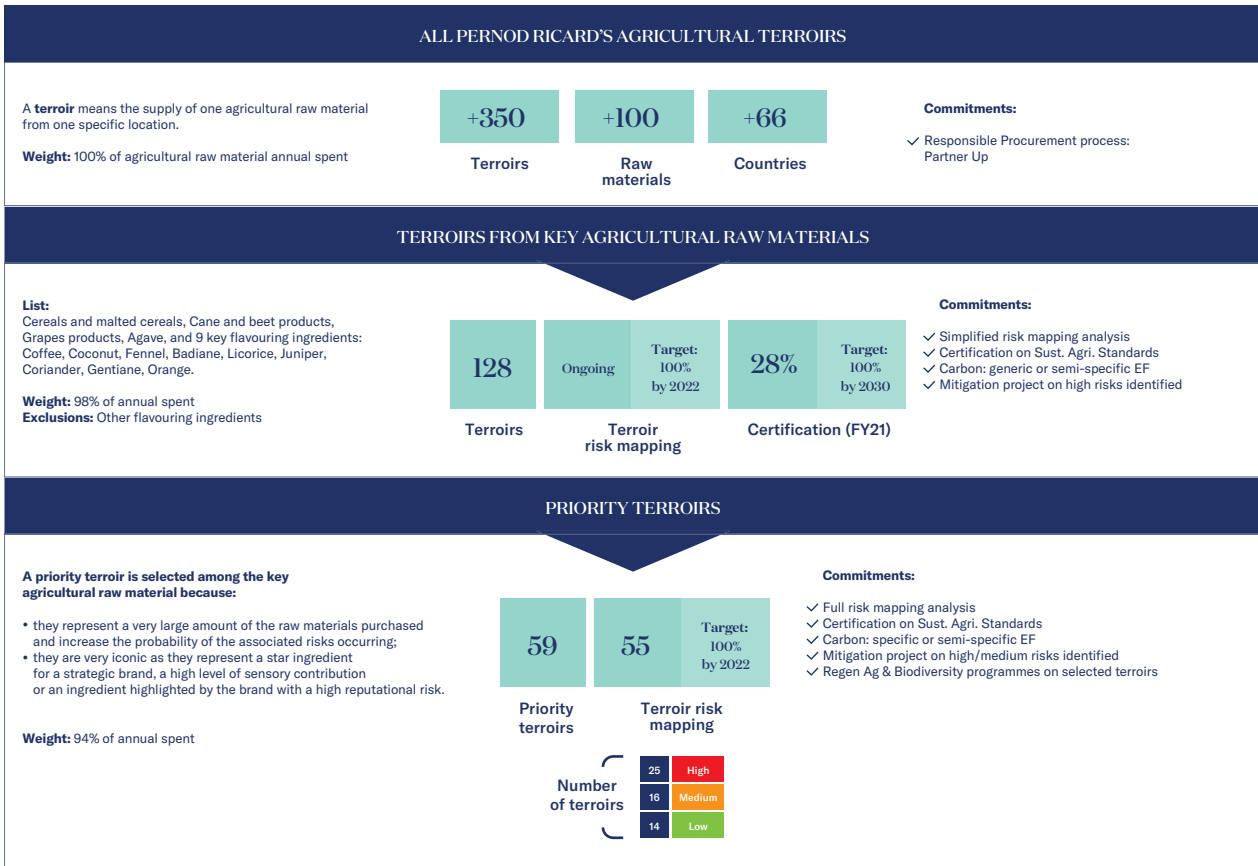 ALL PERNOD RICARD'S AGRICULTURAL TERROIRS
A terroir means the supply of one agricultural raw material
from one specific location.
Weight: 100% of agricultural raw material annual spent
+350
Terroirs
+100
Raw
materials
+66
Countries
Commitments:
✓ Responsible Procurement process:
Partner Up
TERROIRS FROM KEY AGRICULTURAL RAW MATERIALS
List:
Cereals and malted cereals, Cane and beet products,
Grapes products, Agave, and 9 key flavouring ingredients:
Coffee, Coconut, Fennel, Badiane, Licorice, Juniper,
Coriander, Gentiane, Orange.
Weight: 98% of annual spent
Exclusions: Other flavouring ingredients
128
Terroirs
Ongoing
Target:
100%
by 2022
Terroir
risk mapping
28%
Target:
100%
by 2030
Certification (FY21)
Commitments:
✓ Simplified risk mapping analysis
✓ Certification on Sust. Agri. Standards
✓ Carbon: generic or semi-specific EF
✓ Mitigation project on high risks identified
PRIORITY TERROIRS
A priority terroir is selected among the key
agricultural raw material because:
• they represent a very large amount of the raw materials purchased
and increase the probability of the associated risks occurring;
• they are very iconic as they represent a star ingredient
for a strategic brand, a high level of sensory contribution
or an ingredient highlighted by the brand with a high reputational risk.
Weight: 94% of annual spent
59
Priority
terroirs
55
Target:
100%
by 2022
Terroir risk
mapping
Number
of terroirs
25 High
16 Medium
14 Low
Commitments:
✓ Full risk mapping analysis
✓ Certification on Sust. Agri. Standards
✓ Carbon: specific or semi-specific EF
✓ Mitigation project on high/medium risks identified
✓ Regen Ag & Biodiversity programmes on selected terroirs